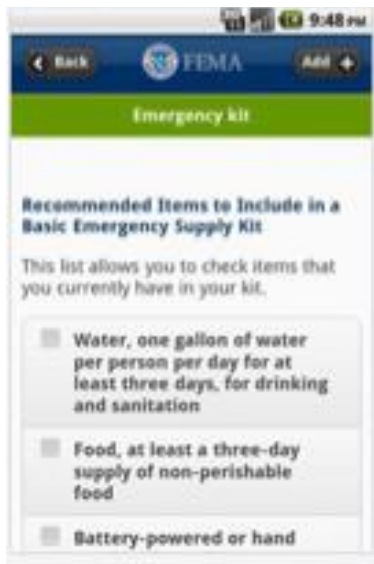 9:48 PM
Back
FEMA
Add +
Emergency kit
Recommended Items to Include in a
Basic Emergency Supply Kit
This list allows you to check items that
you currently have in your kit.
Water, one gallon of water
per person per day for at
least three days, for drinking
and sanitation
Food, at least a three-day
supply of non-perishable
food
Battery-powered or hand